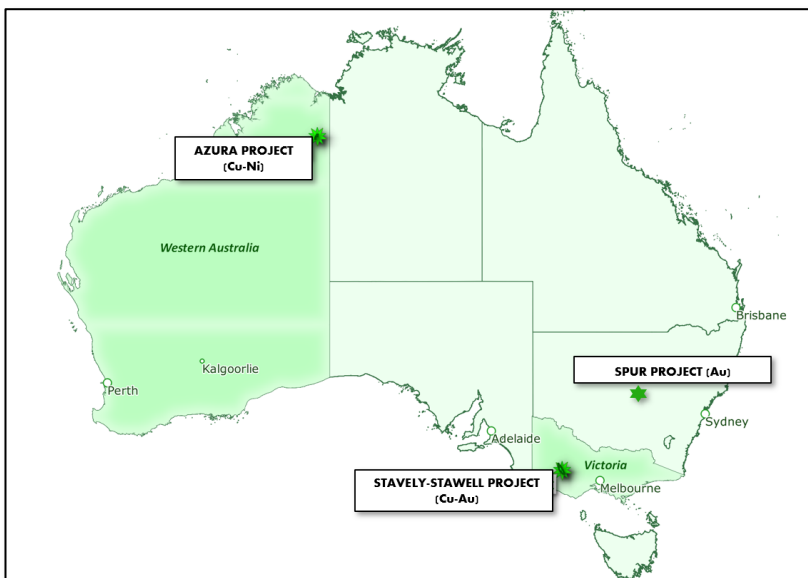 AZURA PROJECT
(Cu-Ni)
Western Australia
Brisbane
Kalgoorlie
SPUR PROJECT (Au)
Perth
Sydney
Adelaide
Victoria
STAVELY-STAWELL PROJECT
(Cu-Au)
Melbourne